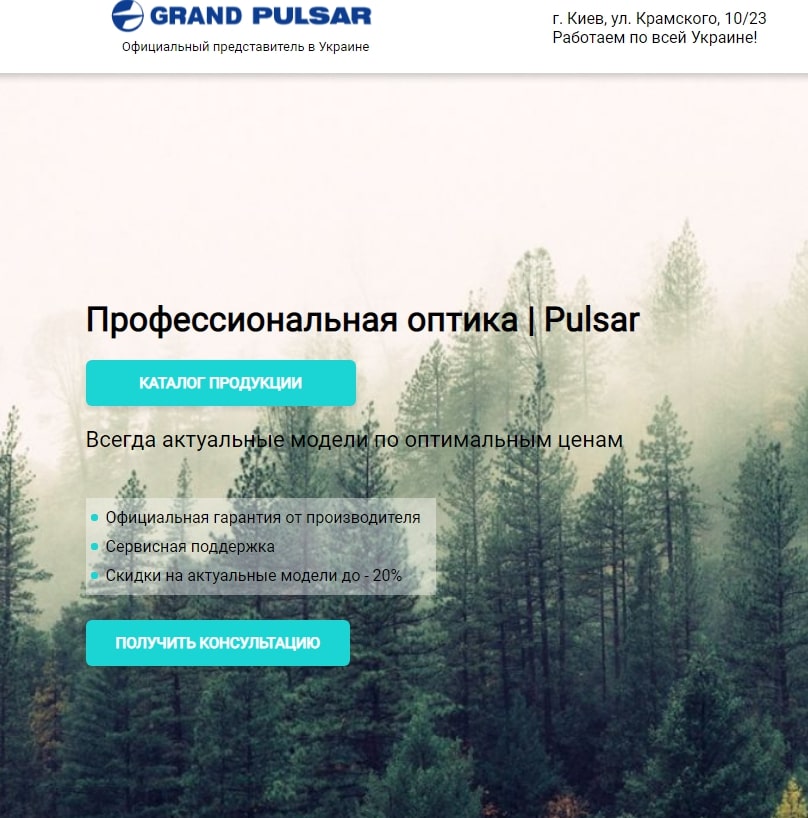 GRAND PULSAR
Официальный представитель в Украине
г. Киев, ул. Крамского, 10/23
Работаем по всей Украине!
Профессиональная оптика | Pulsar
КАТАЛОГ ПРОДУКЦИИ
Всегда актуальные модели по оптимальным ценам
Официальная гарантия от производителя
Сервисная поддержка
Скидки на актуальные модели до - 20%
ПОЛУЧИТЬ КОНСУЛЬТАЦИЮ